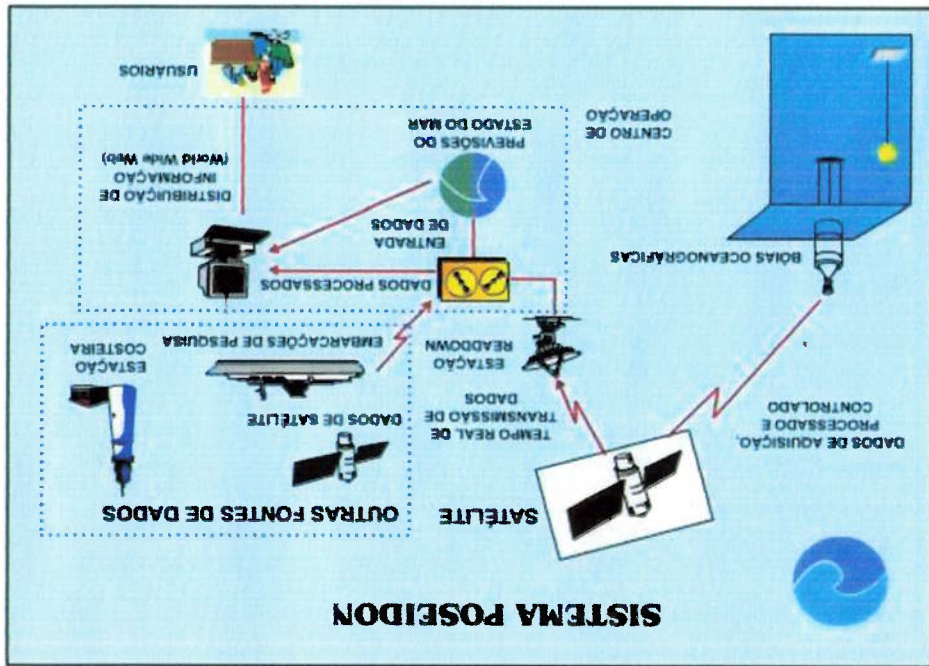 SISTEMA POSEIDON
SATÉLITE
OUTRAS FONTES DE DADOS
DADOS DE SATÉLITE
ESTAÇÃO
COSTEIRA
EMBARCAÇÕES DE PESQUISA
DADOS DE AQUISIÇÃO,
PROCESSADO E
CONTROLADO
TEMPO REAL DE
TRANSMISSÃO DE
DADOS
ESTAÇÃO
READDOWN
BÓIAS OCEANOGRÁFICAS
DADOS PROCESSADOS
ENTRADA
DE DADOS
DISTRIBUIÇÃO DE
INFORMAÇÃO
(World Wide Web)
PREVISÕES DO
ESTADO DO MAR
CENTRO DE
OPERAÇÃO
USUÁRIOS